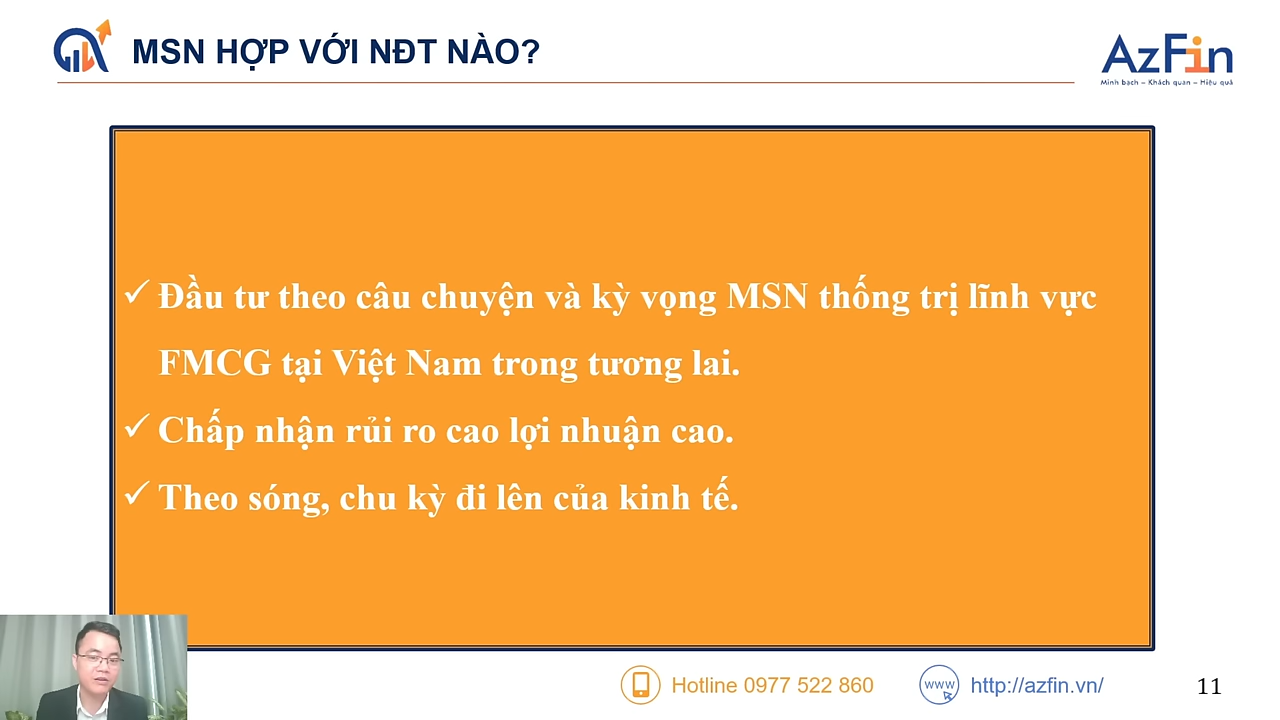 MSN HỢP VỚI NĐT NÀO?
AzFin
Minh bạch – Khách quan – Hiệu quả
✓ Đầu tư theo câu chuyện và kỳ vọng MSN thống trị lĩnh vực
FMCG tại Việt Nam trong tương lai.
✓ Chấp nhận rủi ro cao lợi nhuận cao.
✓ Theo sóng, chu kỳ đi lên của kinh tế.
Hotline 0977 522 860
www
http://azfin.vn/
11